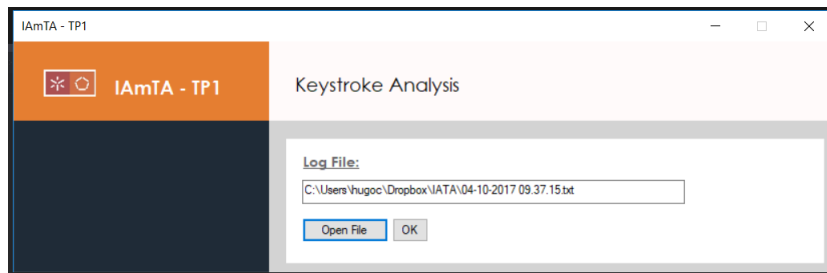 IAmTA - TP1
IAmTA - TP1
Keystroke Analysis
Log File:
C:\Users\hugoc\Dropbox\IATA\04-10-2017 09.37.15.txt
Open File OK